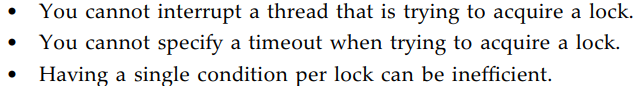 • You cannot interrupt a thread that is trying to acquire a lock.
• You cannot specify a timeout when trying to acquire a lock.
• Having a single condition per lock can be inefficient.